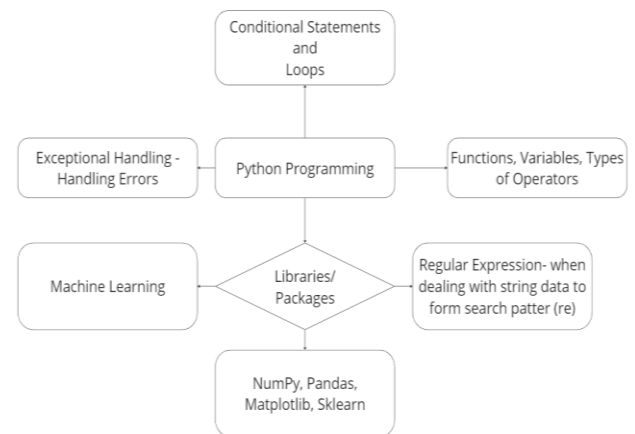 Conditional Statements
and
Loops
Exceptional Handling -
Handling Errors
Python Programming
Functions, Variables, Types
of Operators
Machine Learning
Libraries/
Packages
Regular Expression- when
dealing with string data to
form search patter (re)
NumPy, Pandas,
Matplotlib, Sklearn